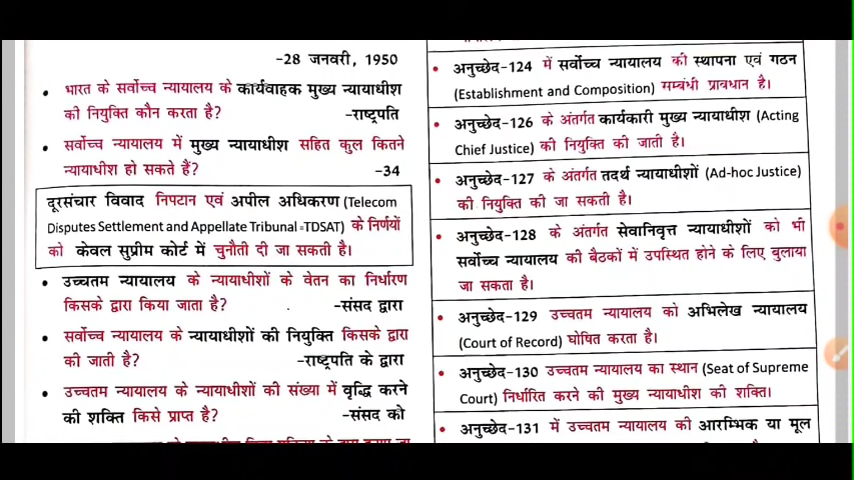 -28 जनवरी, 1950
• भारत के सर्वोच्च न्यायालय के कार्यवाहक मुख्य न्यायाधीश
की नियुक्ति कौन करता है? -राष्ट्रपति
• सर्वोच्च न्यायालय में मुख्य न्यायाधीश सहित कुल कितने
न्यायाधीश हो सकते हैं? -34
दूरसंचार विवाद निपटान एवं अपील अधिकरण (Telecom
Disputes Settlement and Appellate Tribunal-TDSAT) के निर्णयों
को केवल सुप्रीम कोर्ट में चुनौती दी जा सकती है।
• उच्चतम न्यायालय के न्यायाधीशों के वेतन का निर्धारण
किसके द्वारा किया जाता है? -संसद द्वारा
• सर्वोच्च न्यायालय के न्यायाधीशों की नियुक्ति किसके द्वारा
की जाती है? -राष्ट्रपति के द्वारा
• उच्चतम न्यायालय के न्यायाधीशों की संख्या में वृद्धि करने
की शक्ति किसे प्राप्त है? -संसद को
• अनुच्छेद-124 में सर्वोच्च न्यायालय की स्थापना एवं गठन
(Establishment and Composition) सम्बंधी प्रावधान है।
• अनुच्छेद-126 के अंतर्गत कार्यकारी मुख्य न्यायाधीश (Acting
Chief Justice) की नियुक्ति की जाती है।
• अनुच्छेद-127 के अंतर्गत तदर्थ न्यायाधीशों (Ad-hoc Justice)
की नियुक्ति की जा सकती है।
• अनुच्छेद-128 के अंतर्गत सेवानिवृत्त न्यायाधीशों को भी
सर्वोच्च न्यायालय की बैठकों में उपस्थित होने के लिए बुलाया
जा सकता है।
• अनुच्छेद-129 उच्चतम न्यायालय को अभिलेख न्यायालय
(Court of Record) घोषित करता है।
• अनुच्छेद-130 उच्चतम न्यायालय का स्थान (Seat of Supreme
Court) निर्धारित करने की मुख्य न्यायाधीश की शक्ति।
• अनुच्छेद-131 में उच्चतम न्यायालय की आरम्भिक या मूल